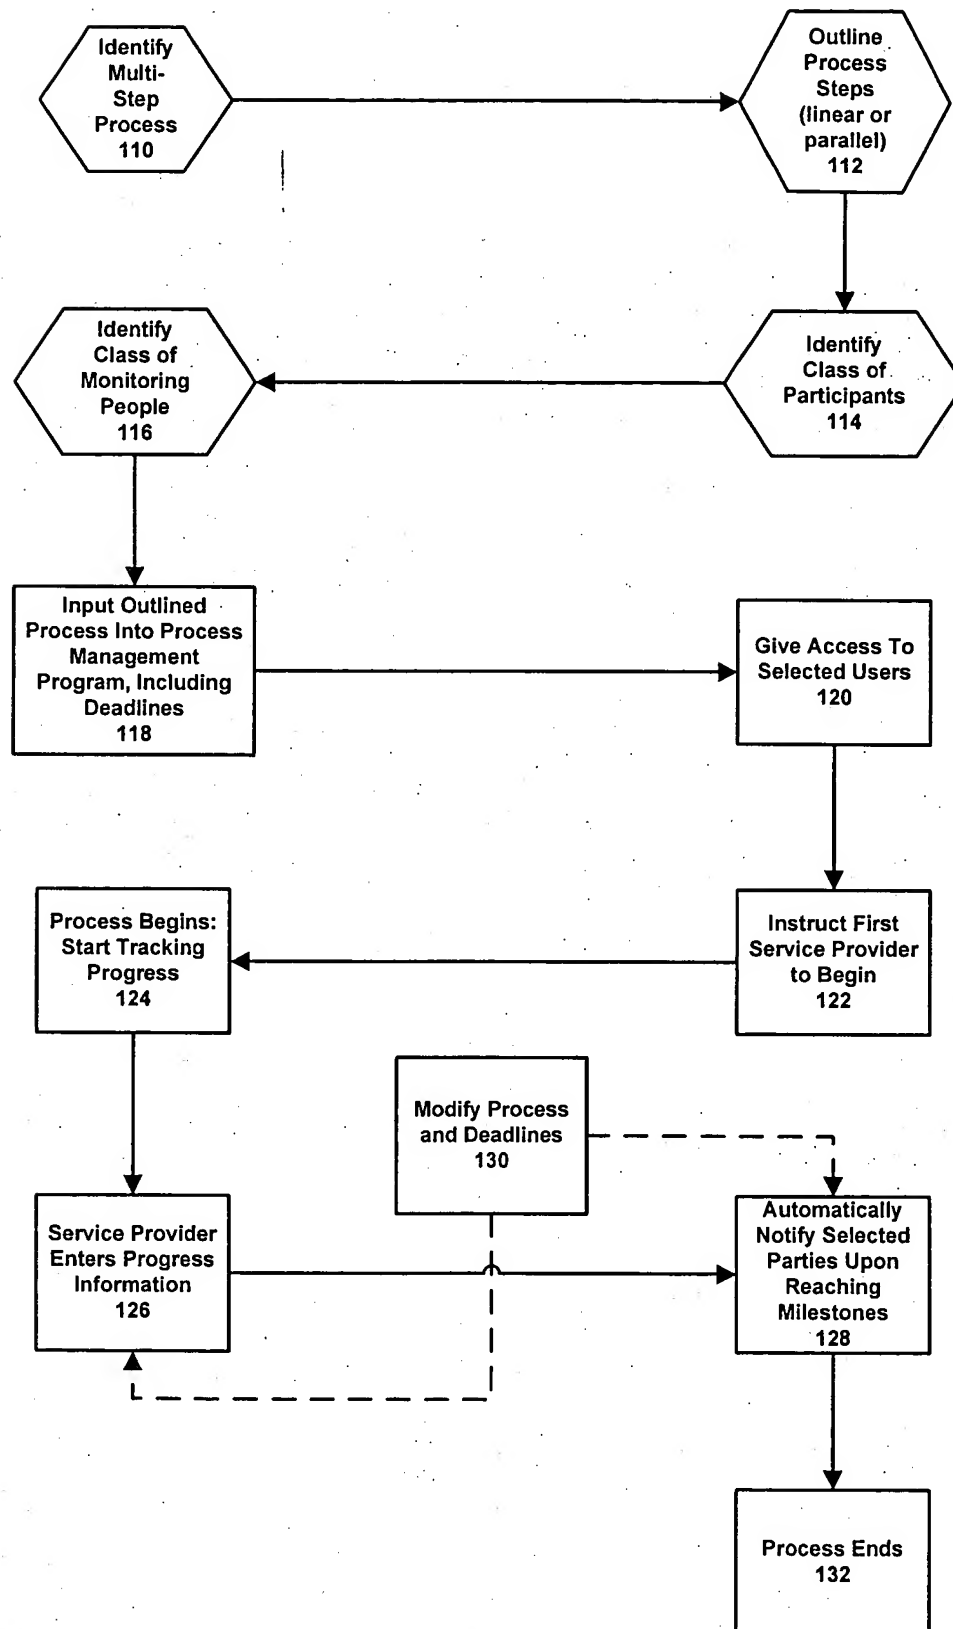 Identify
Multi-
Step
Process
110
Outline
Process
Steps
(linear or
parallel)
112
Identify
Class of
Participants
114
Identify
Class of
Monitoring
People
116
Input Outlined
Process Into Process
Management
Program, Including
Deadlines
118
Give Access To
Selected Users
120
Instruct First
Service Provider
to Begin
122
Process Begins:
Start Tracking
Progress
124
Service Provider
Enters Progress
Information
126
Modify Process
and Deadlines
130
Automatically
Notify Selected
Parties Upon
Reaching
Milestones
128
Process Ends
132